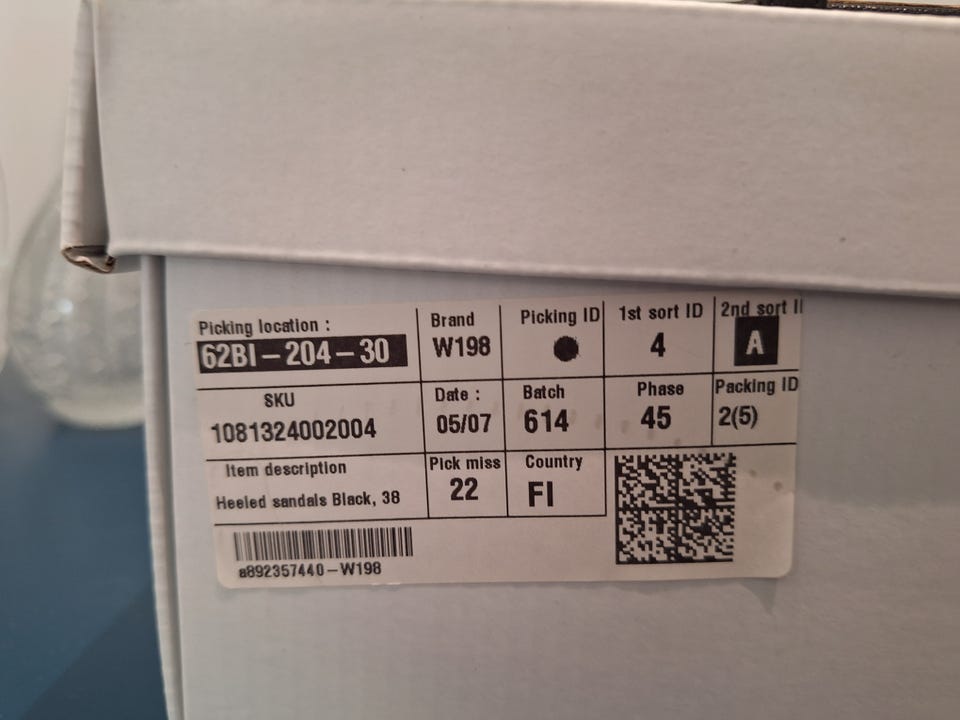 Picking location :
62BI-204-30
Brand
W198
Picking ID
1st sort ID
4
2nd sort I
A
SKU
1081324002004
Date :
05/07
Batch
614
Phase
45
Packing ID
2(5)
Item description
Heeled sandals Black, 38
Pick miss
22
Country
FI
a892357440-W198